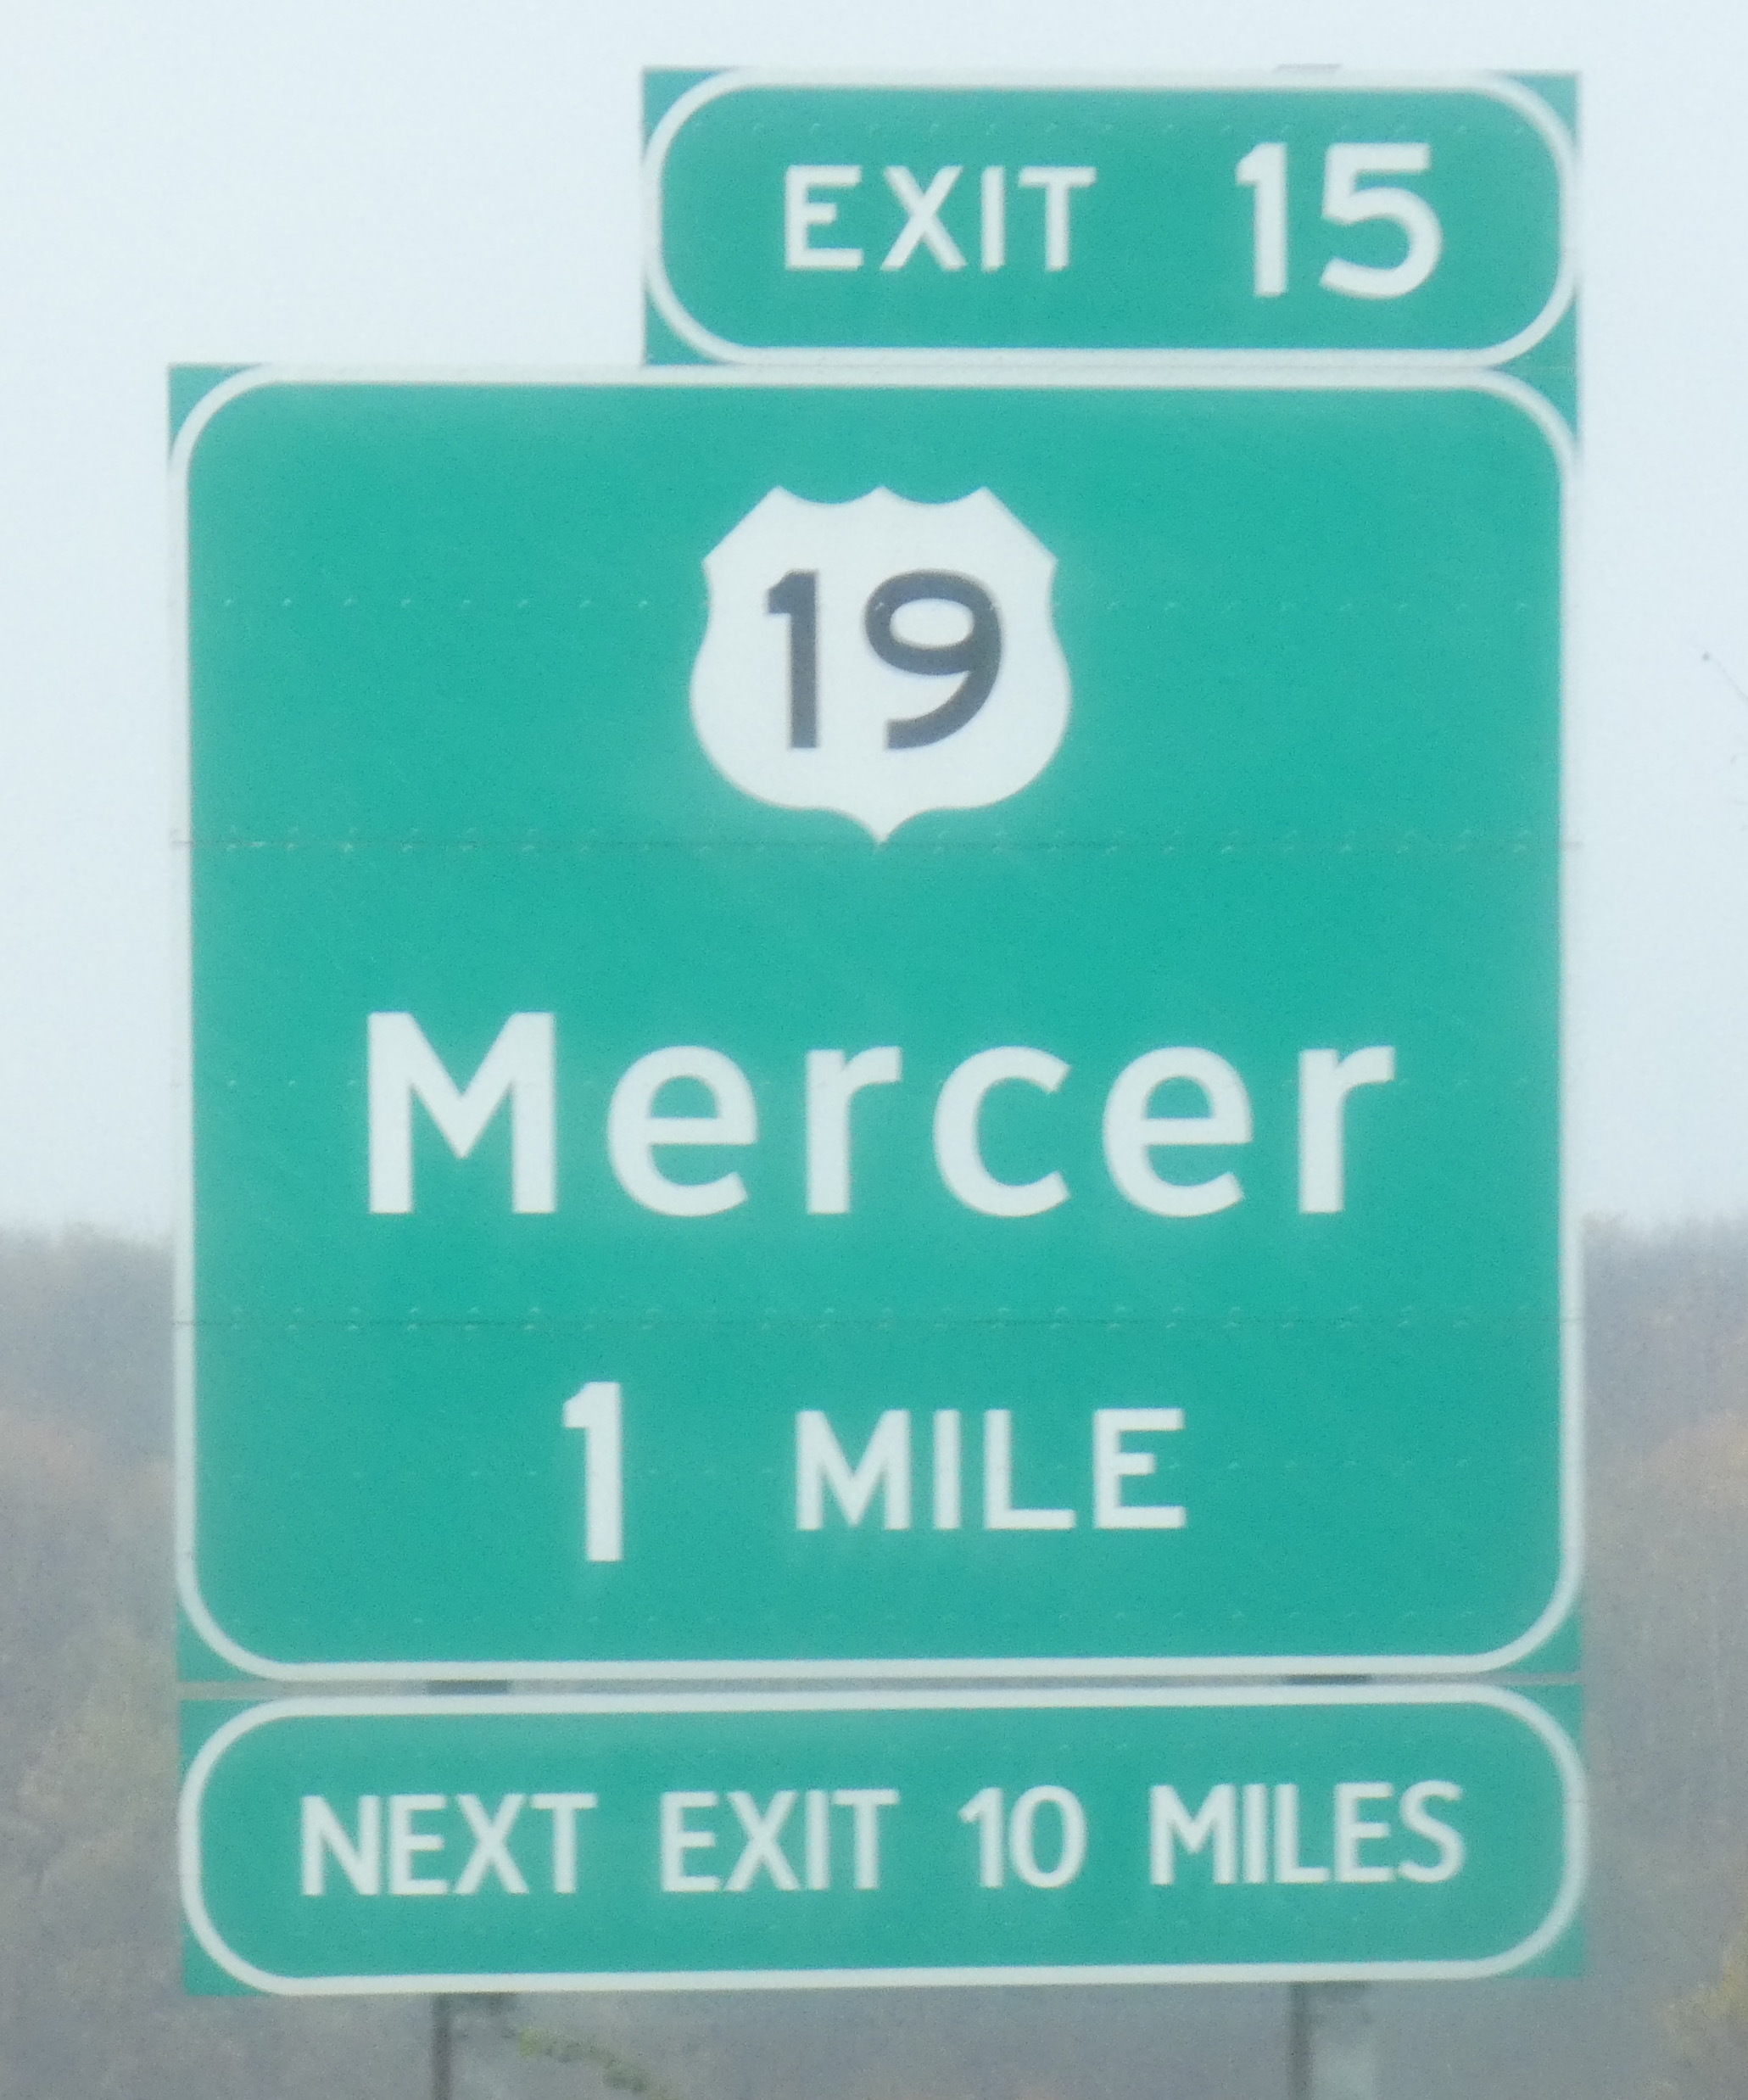 EXIT 15
19
Mercer
1 MILE
NEXT EXIT 10 MILES